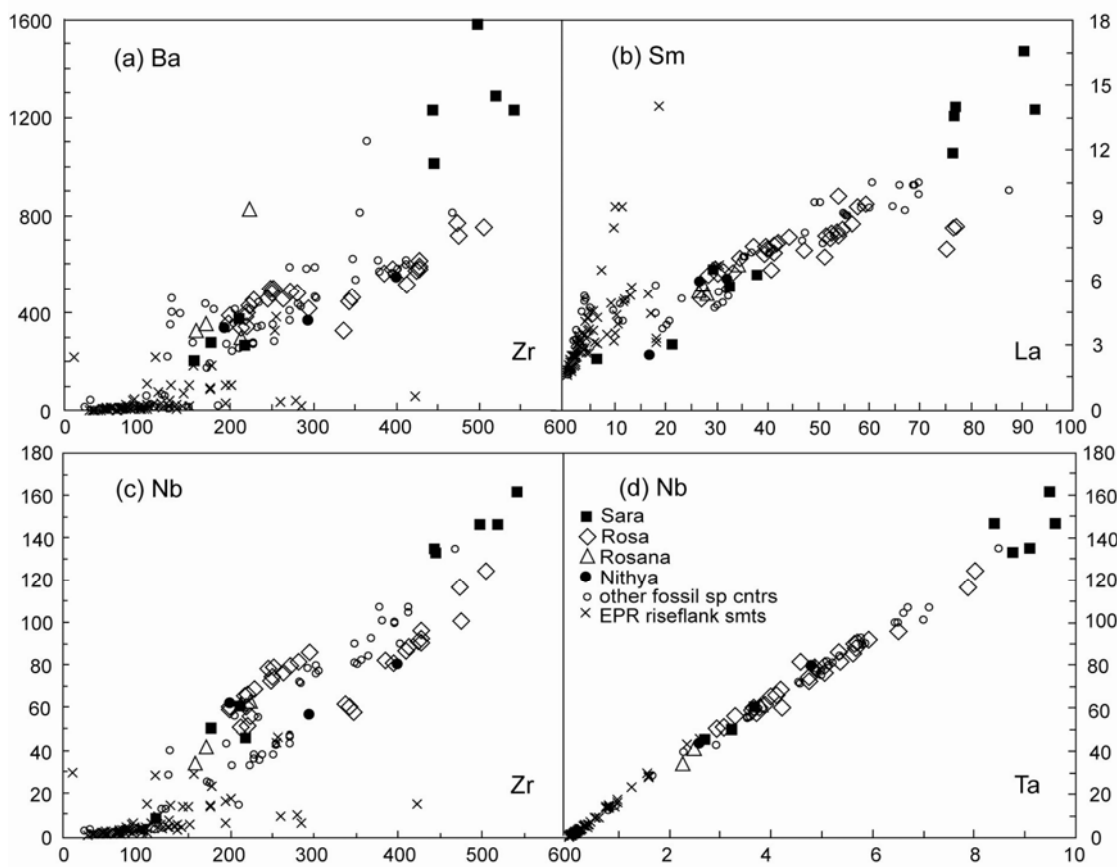 (a) Ba
1600
1200
800
400
0
Zr
0 100 200 300 400 500 600
(b) Sm
18
15
12
9
6
3
0
La
0 10 20 30 40 50 60 70 80 90 100
(c) Nb
180
160
140
120
100
80
60
40
20
0
Zr
0 100 200 300 400 500 600
(d) Nb
Sara
Rosa
Rosana
Nithya
other fossil sp cntrs
EPR riseflank smts
180
160
140
120
100
80
60
40
20
0
Ta
0 2 4 6 8 10